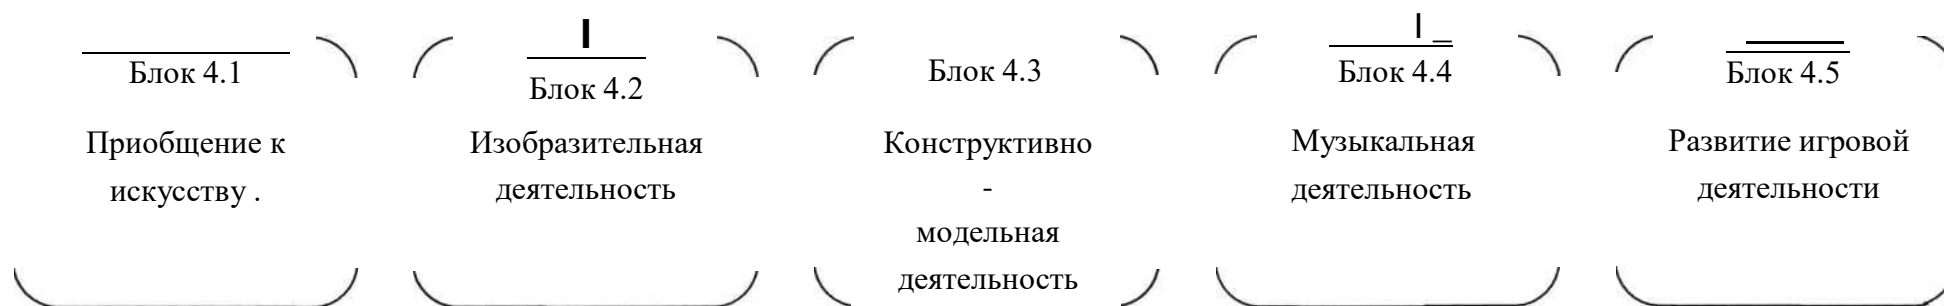 Блок 4.1
Приобщение к
искусству .
Блок 4.2
Изобразительная
деятельность
Блок 4.3
Конструктивно
-
модельная
деятельность
Блок 4.4
Музыкальная
деятельность
Блок 4.5
Развитие игровой
деятельности